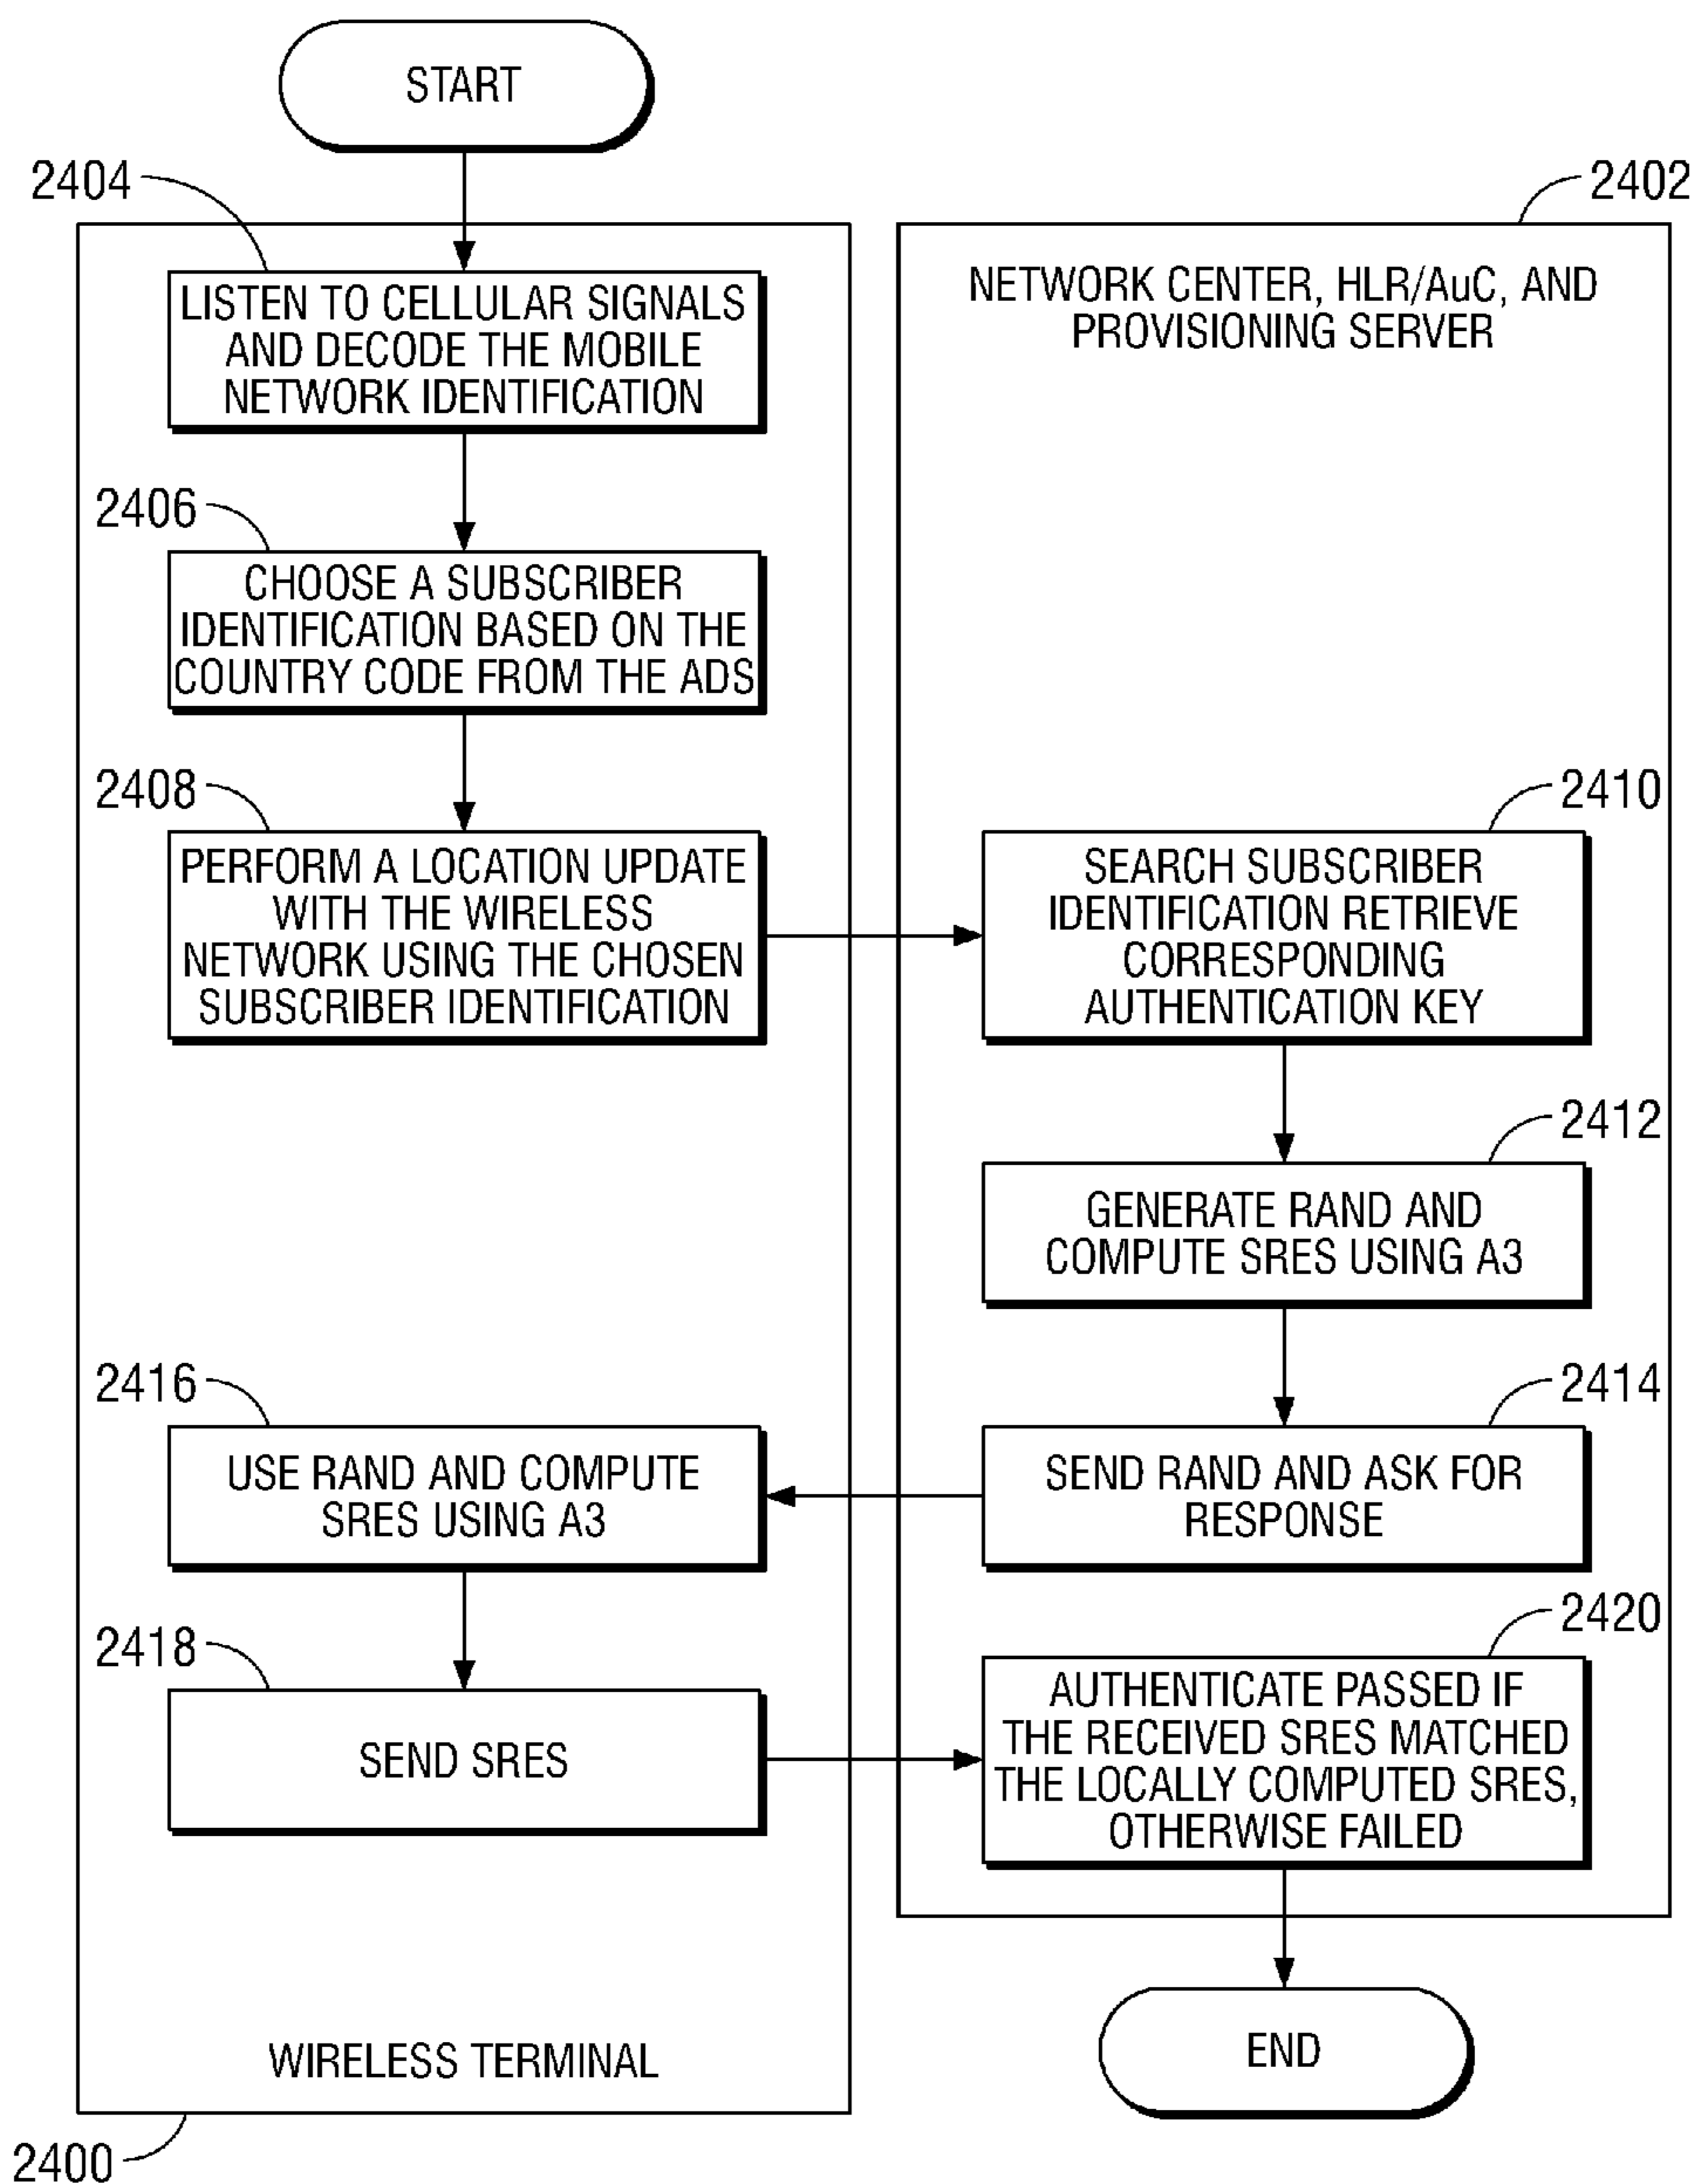 START
2404
2402
LISTEN TO CELLULAR SIGNALS
AND DECODE THE MOBILE
NETWORK IDENTIFICATION
NETWORK CENTER, HLR/AuC, AND
PROVISIONING SERVER
2406
CHOOSE A SUBSCRIBER
IDENTIFICATION BASED ON THE
COUNTRY CODE FROM THE ADS
2408
PERFORM A LOCATION UPDATE
WITH THE WIRELESS
NETWORK USING THE CHOSEN
SUBSCRIBER IDENTIFICATION
2410
SEARCH SUBSCRIBER
IDENTIFICATION RETRIEVE
CORRESPONDING
AUTHENTICATION KEY
2412
GENERATE RAND AND
COMPUTE SRES USING A3
2414
SEND RAND AND ASK FOR
RESPONSE
2416
USE RAND AND COMPUTE
SRES USING A3
2418
SEND SRES
2420
AUTHENTICATE PASSED IF
THE RECEIVED SRES MATCHED
THE LOCALLY COMPUTED SRES,
OTHERWISE FAILED
END
WIRELESS TERMINAL
2400